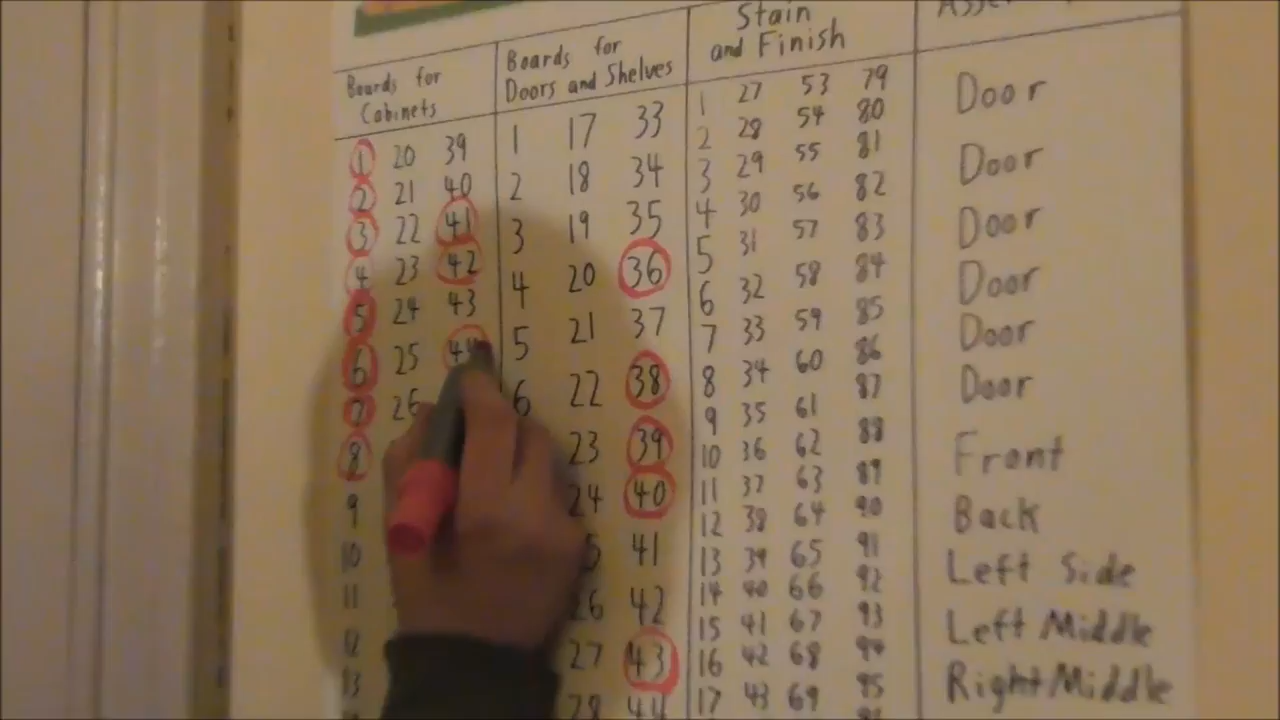 Boards for
Cabinets
1 20 39
2 21 40
3 22 41
4 23 42
5 24 43
6 25 44
7 26
8
9
10
11
12
13
Boards for
Doors and Shelves
1 17 33
2 18 34
3 19 35
4 20 36
5 21 37
6 22 38
23 39
24 40
41
42
27 43
28 44
Stain
and Finish
1 27 53 79
2 28 54 80
3 29 55 81
4 30 56 82
5 31 57 83
6 32 58 84
7 33 59 85
8 34 60 86
9 35 61 87
10 36 62 88
11 37 63 89
12 38 64 90
13 39 65 91
14 40 66 92
15 41 67 93
16 42 68 94
17 43 69 95
Door
Door
Door
Door
Door
Door
Front
Back
Left Side
Left Middle
Right Middle